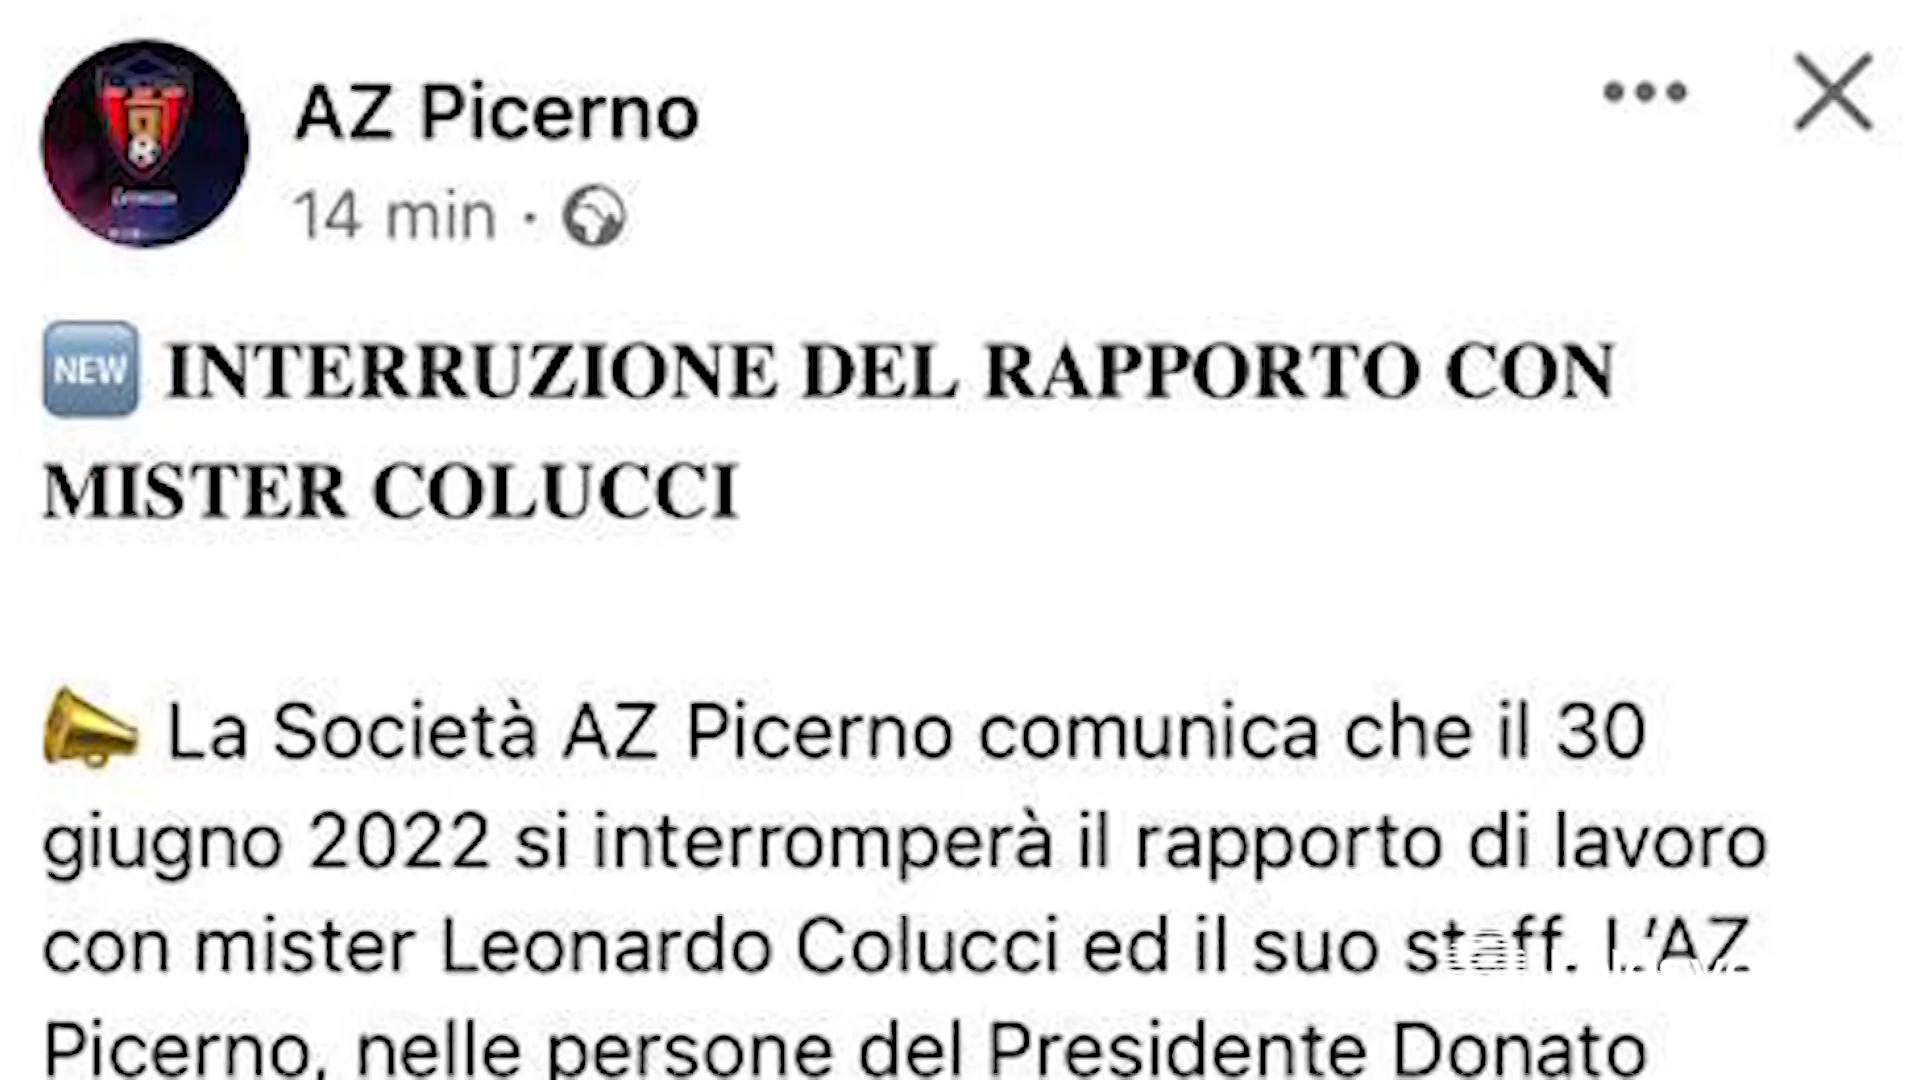 AZ Picerno
14 min ·
NEW INTERRUZIONE DEL RAPPORTO CON
MISTER COLUCCI
La Società AZ Picerno comunica che il 30
giugno 2022 si interromperà il rapporto di lavoro
con mister Leonardo Colucci ed il suo staff. L'AZ
Picerno, nelle persone del Presidente Donato